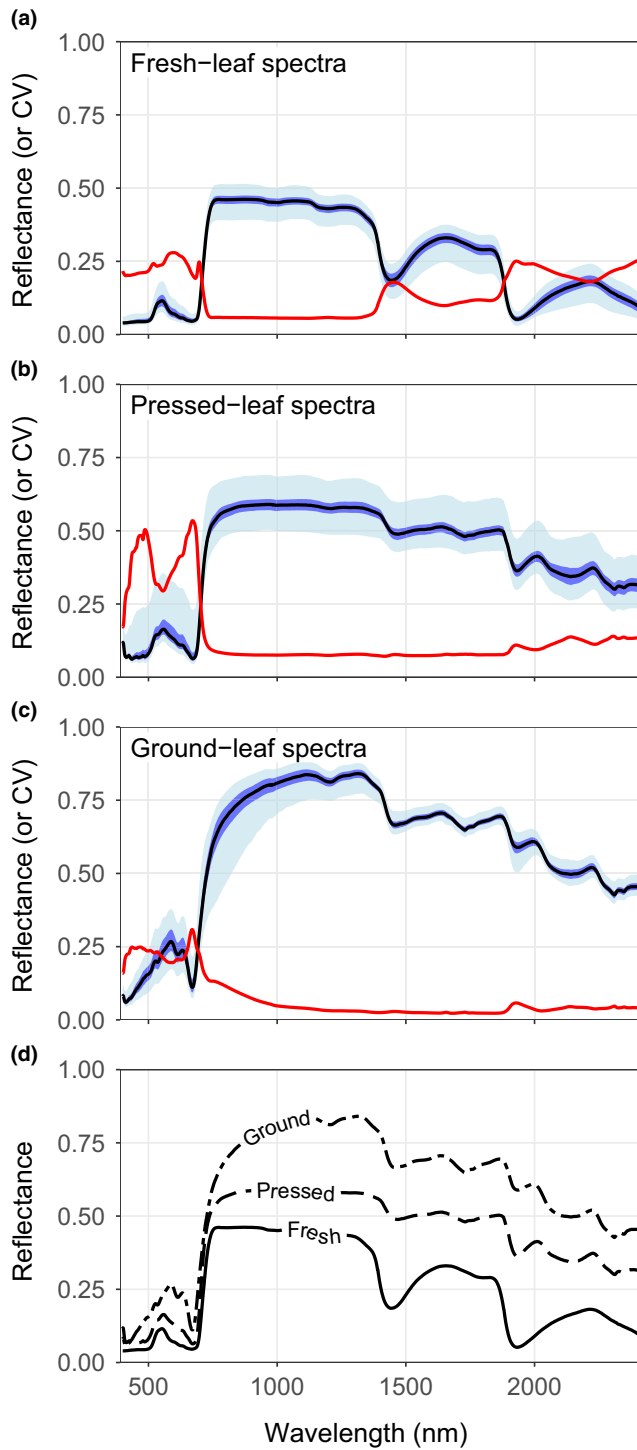 (a)
1.00
Fresh−leaf spectra
0.75
0.50
0.25
0.00
Reflectance (or CV)
(b)
1.00
Pressed−leaf spectra
0.75
0.50
0.25
0.00
Reflectance (or CV)
(c)
1.00
Ground−leaf spectra
0.75
0.50
0.25
0.00
Reflectance (or CV)
(d)
1.00
0.75
0.50
0.25
0.00
Reflectance
Ground
Pressed
Fresh
500 1000 1500 2000
Wavelength (nm)